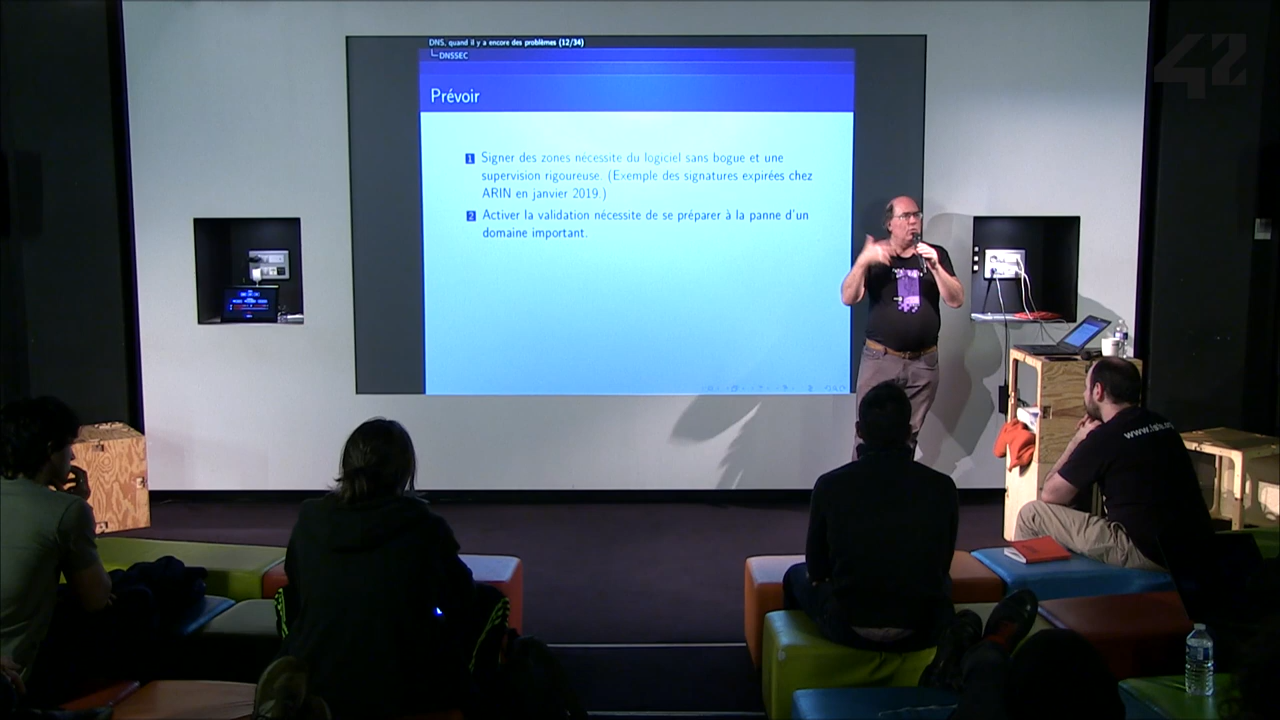 DNS, quand il y a encore des problèmes (12/34)
DNSSEC
Prévoir
1 Signer des zones nécessite du logiciel sans bogue et une
supervision rigoureuse. (Exemple des signatures expirées chez
ARIN en janvier 2019.)
2 Activer la validation nécessite de se préparer à la panne d'un
domaine important.
42